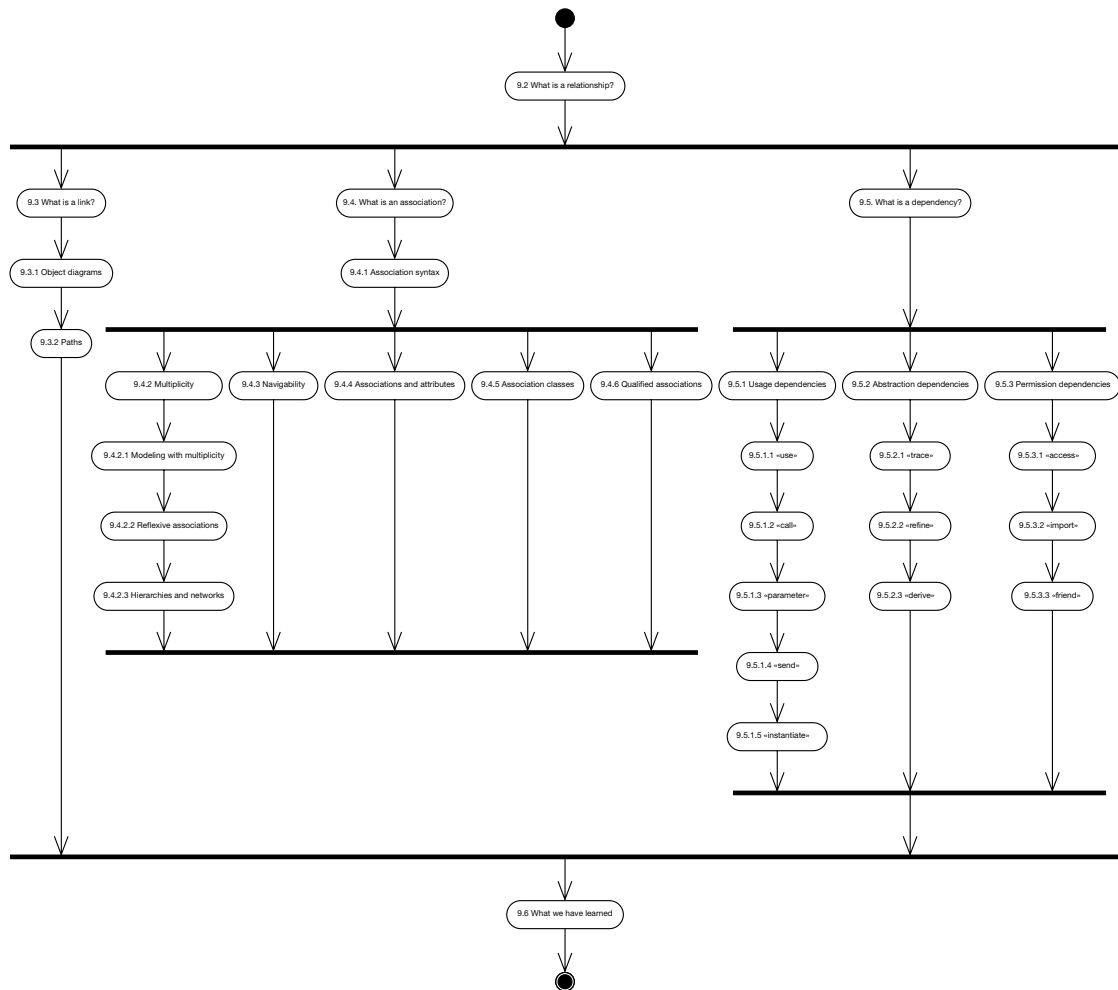 9.2 What is a relationship?
9.3 What is a link?
9.4. What is an association?
9.5. What is a dependency?
9.3.1 Object diagrams
9.4.1 Association syntax
9.3.2 Paths
9.4.2 Multiplicity
9.4.3 Navigability
9.4.4 Associations and attributes
9.4.5 Association classes
9.4.6 Qualified associations
9.5.1 Usage dependencies
9.5.2 Abstraction dependencies
9.5.3 Permission dependencies
9.4.2.1 Modeling with multiplicity
9.5.1.1 «use»
9.5.2.1 «trace»
9.5.3.1 «access»
9.4.2.2 Reflexive associations
9.5.1.2 «call»
9.5.2.2 «refine»
9.5.3.2 «import»
9.4.2.3 Hierarchies and networks
9.5.1.3 «parameter»
9.5.2.3 «derive»
9.5.3.3 «friend»
9.5.1.4 «send»
9.5.1.5 «instantiate»
9.6 What we have learned